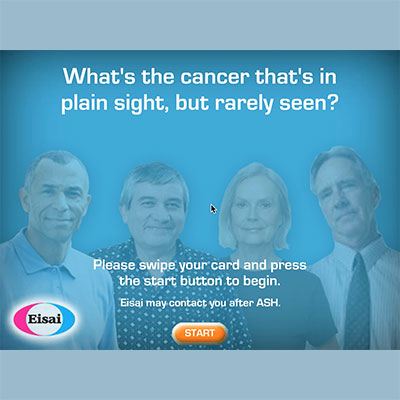 What's the cancer that's in
plain sight, but rarely seen?
Please swipe your card and press
the start button to begin.
Eisai may contact you after ASH.
Eisai
START